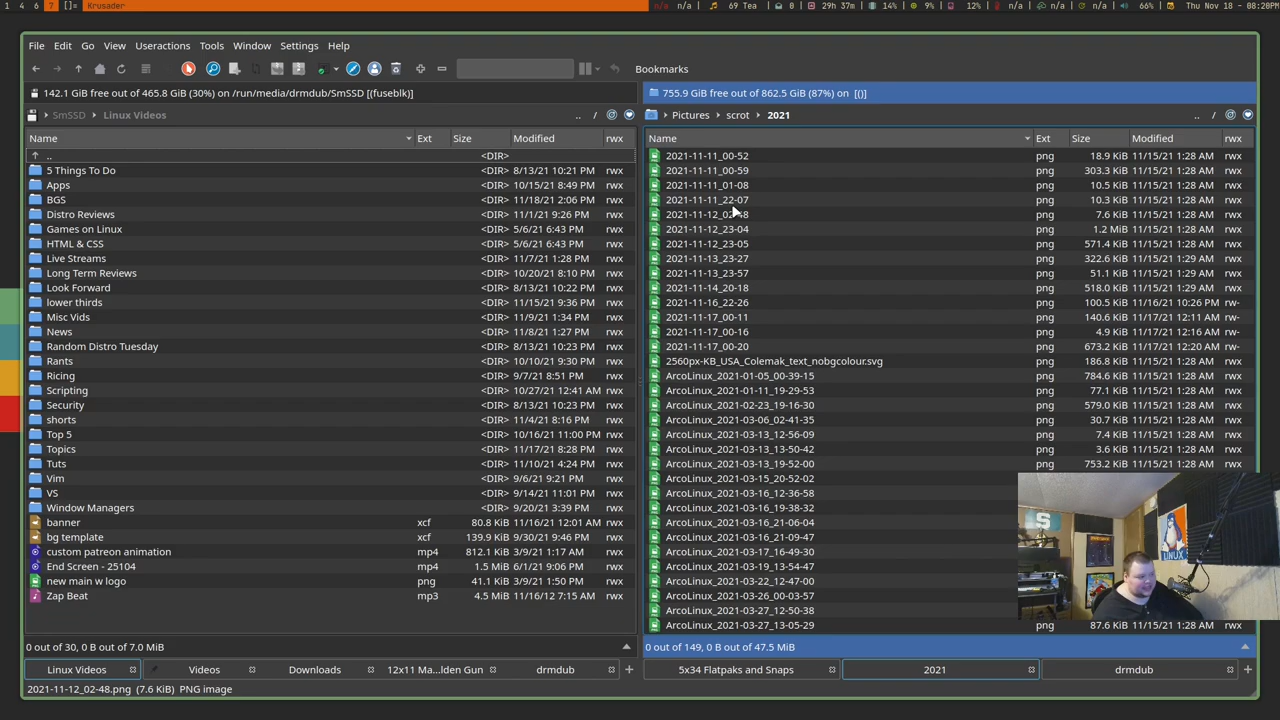 1 4 6 7 []= Krusader n/a n/a 69 Tea 0 29h 37m 14% 9% 12% n/a n/a n/a 66% Thu Nov 18 - 08:20PM
File Edit Go View Useractions Tools Window Settings Help
Bookmarks
142.1 GiB free out of 465.8 GiB (30%) on /run/media/drmdub/SmSSD [(fuseblk)]
755.9 GiB free out of 862.5 GiB (87%) on [()]
SmSSD Linux Videos .. /
Pictures scrot 2021 .. /
Name Ext Size Modified rwx
Name Ext Size Modified rwx
.. <DIR>
5 Things To Do <DIR> 8/13/21 10:21 PM rwx
Apps <DIR> 10/15/21 8:49 PM rwx
BGS <DIR> 11/18/21 2:06 PM rwx
Distro Reviews <DIR> 11/1/21 9:26 PM rwx
Games on Linux <DIR> 5/6/21 6:43 PM rwx
HTML & CSS <DIR> 5/6/21 6:43 PM rwx
Live Streams <DIR> 11/7/21 1:28 PM rwx
Long Term Reviews <DIR> 10/20/21 8:10 PM rwx
Look Forward <DIR> 8/13/21 10:22 PM rwx
lower thirds <DIR> 11/15/21 9:36 PM rwx
Misc Vids <DIR> 11/9/21 1:34 PM rwx
News <DIR> 11/8/21 1:27 PM rwx
Random Distro Tuesday <DIR> 8/13/21 10:23 PM rwx
Rants <DIR> 10/10/21 9:31 PM rwx
Ricing <DIR> 9/7/21 8:51 PM rwx
Scripting <DIR> 10/27/21 12:41 AM rwx
Security <DIR> 8/13/21 10:23 PM rwx
shorts <DIR> 11/4/21 8:16 PM rwx
Top 5 <DIR> 10/16/21 11:00 PM rwx
Topics <DIR> 11/17/21 8:28 PM rwx
Tuts <DIR> 11/10/21 4:24 PM rwx
Vim <DIR> 9/6/21 9:21 PM rwx
VS <DIR> 9/14/21 11:01 PM rwx
Window Managers <DIR> 9/20/21 3:39 PM rwx
banner xcf 80.8 KiB 11/16/21 12:01 AM rwx
bg template xcf 139.9 KiB 9/30/21 9:46 PM rwx
custom patreon animation mp4 812.1 KiB 3/9/21 1:17 AM rwx
End Screen - 25104 mp4 1.5 MiB 6/1/21 9:06 PM rwx
new main w logo png 41.1 KiB 3/9/21 1:50 PM rwx
Zap Beat mp3 4.5 MiB 11/16/12 7:15 AM rwx
2021-11-11_00-52 png 18.9 KiB 11/15/21 1:28 AM rwx
2021-11-11_00-59 png 303.3 KiB 11/15/21 1:28 AM rwx
2021-11-11_01-08 png 10.5 KiB 11/15/21 1:28 AM rwx
2021-11-11_22-07 png 10.3 KiB 11/15/21 1:28 AM rwx
2021-11-12_02-48 png 7.6 KiB 11/15/21 1:28 AM rwx
2021-11-12_23-04 png 1.2 MiB 11/15/21 1:28 AM rwx
2021-11-12_23-05 png 571.4 KiB 11/15/21 1:28 AM rwx
2021-11-13_23-27 png 322.6 KiB 11/15/21 1:28 AM rwx
2021-11-13_23-57 png 51.1 KiB 11/15/21 1:28 AM rwx
2021-11-14_20-18 png 518.0 KiB 11/15/21 1:28 AM rwx
2021-11-16_22-26 png 100.5 KiB 11/16/21 10:26 PM rw-
2021-11-17_00-11 png 140.6 KiB 11/17/21 12:11 AM rw-
2021-11-17_00-16 png 4.9 KiB 11/17/21 12:16 AM rw-
2021-11-17_00-20 png 673.2 KiB 11/17/21 12:20 AM rw-
2560px-KB_USA_Colemak_text_nobgcolour.svg png 186.8 KiB 11/15/21 1:28 AM rwx
ArcoLinux_2021-01-05_00-39-15 png 784.6 KiB 11/15/21 1:28 AM rwx
ArcoLinux_2021-01-11_19-29-53 png 77.1 KiB 11/15/21 1:28 AM rwx
ArcoLinux_2021-02-23_19-16-30 png 579.0 KiB 11/15/21 1:28 AM rwx
ArcoLinux_2021-03-06_02-41-35 png 30.7 KiB 11/15/21 1:28 AM rwx
ArcoLinux_2021-03-13_12-56-09 png 7.4 KiB 11/15/21 1:28 AM rwx
ArcoLinux_2021-03-13_13-50-42 png 3.6 KiB 11/15/21 1:28 AM rwx
ArcoLinux_2021-03-13_19-52-00 png 753.2 KiB 11/15/21 1:28 AM rwx
ArcoLinux_2021-03-15_20-52-02
ArcoLinux_2021-03-16_12-36-58
ArcoLinux_2021-03-16_19-38-32
ArcoLinux_2021-03-16_21-06-04
ArcoLinux_2021-03-16_21-09-47
ArcoLinux_2021-03-17_16-49-30
ArcoLinux_2021-03-19_13-54-47
ArcoLinux_2021-03-22_12-47-00
ArcoLinux_2021-03-26_00-03-57
ArcoLinux_2021-03-27_12-50-38
ArcoLinux_2021-03-27_13-05-29 png 87.6 KiB 11/15/21 1:28 AM rwx
LINUX
0 out of 30, 0 B out of 7.0 MiB
0 out of 149, 0 B out of 47.5 MiB
Linux Videos Videos Downloads 12x11 Ma...lden Gun drmdub
5x34 Flatpaks and Snaps 2021 drmdub
2021-11-12_02-48.png (7.6 KiB) PNG image